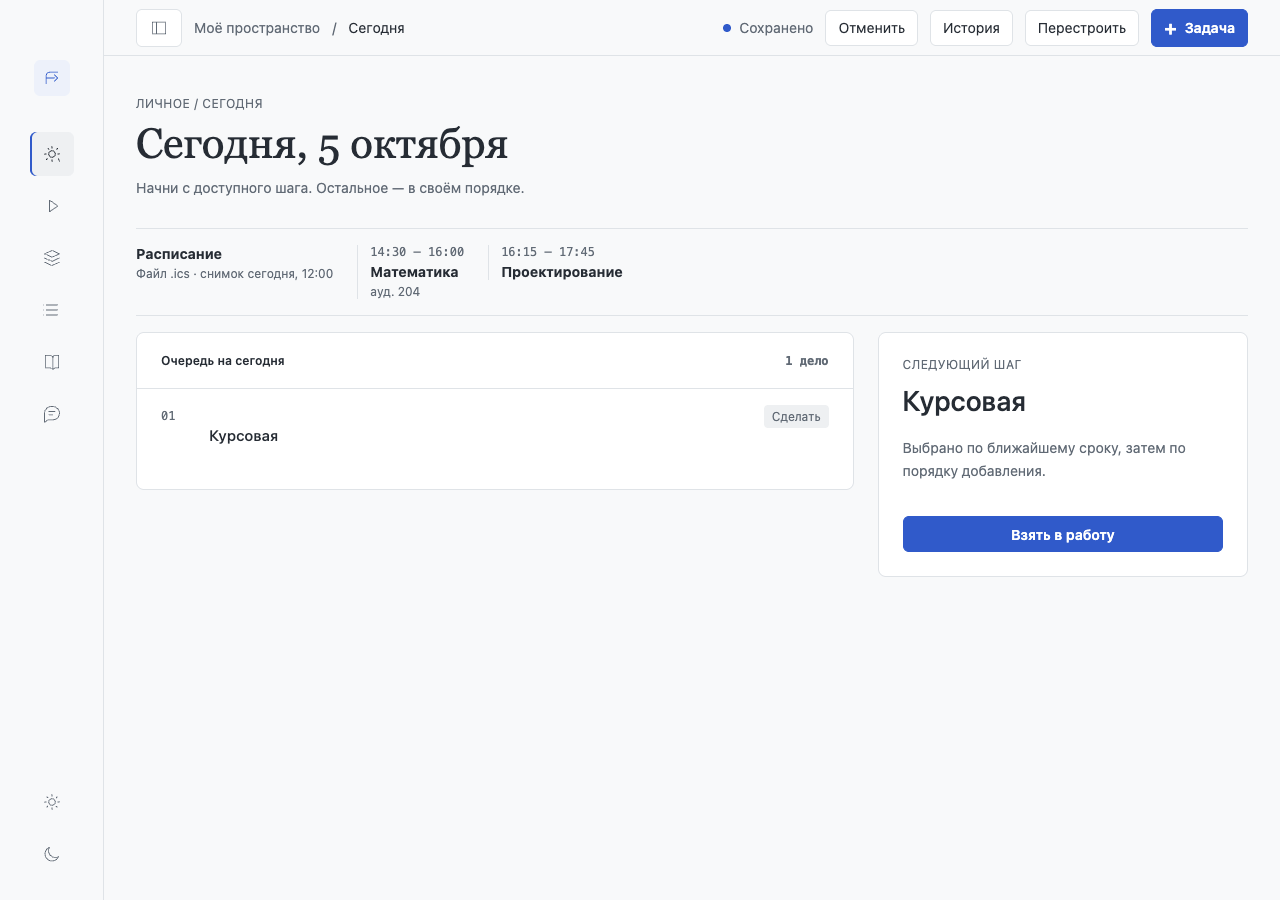 Моё пространство / Сегодня
Сохранено
Отменить
История
Перестроить
+ Задача
ЛИЧНОЕ / СЕГОДНЯ
Сегодня, 5 октября
Начни с доступного шага. Остальное — в своём порядке.
Расписание
Файл .ics · снимок сегодня, 12:00
14:30 – 16:00
Математика
ауд. 204
16:15 – 17:45
Проектирование
Очередь на сегодня
1 дело
01
Курсовая
Сделать
СЛЕДУЮЩИЙ ШАГ
Курсовая
Выбрано по ближайшему сроку, затем по
порядку добавления.
Взять в работу